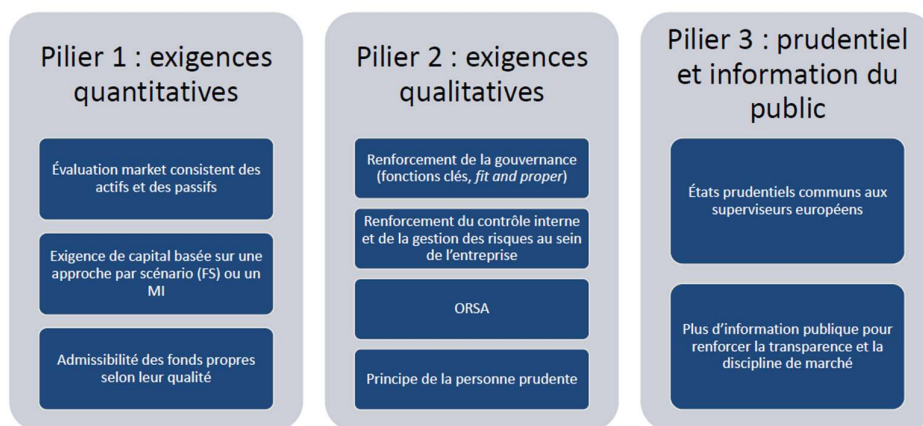 Pilier 1 : exigences
quantitatives
Évaluation market consistent des
actifs et des passifs
Exigence de capital basée sur une
approche par scénario (FS) ou un
MI
Admissibilité des fonds propres
selon leur qualité
Pilier 2 : exigences
qualitatives
Renforcement de la gouvernance
(fonctions clés, fit and proper)
Renforcement du contrôle interne
et de la gestion des risques au sein
de l’entreprise
ORSA
Principe de la personne prudente
Pilier 3 : prudentiel
et information du
public
États prudentiels communs aux
superviseurs européens
Plus d’information publique pour
renforcer la transparence et la
discipline de marché